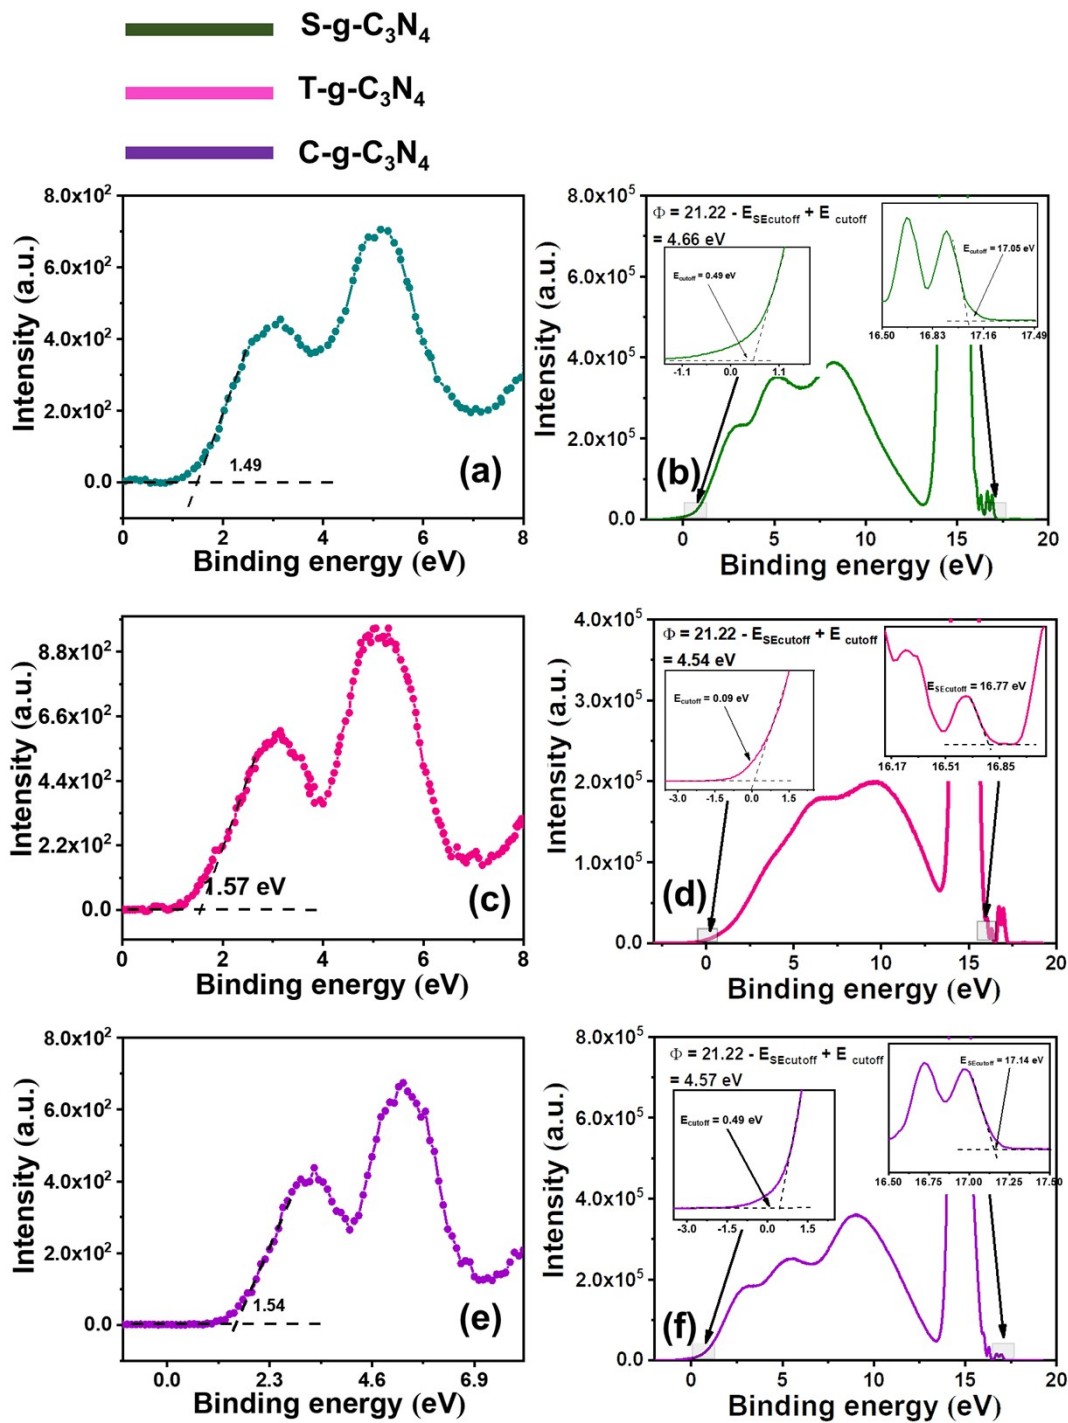 S-g-C₃N₄
T-g-C₃N₄
C-g-C₃N₄
8.0x10²
6.0x10²
4.0x10²
2.0x10²
0.0
Intensity (a.u.)
1.49
(a)
0 2 4 6 8
Binding energy (eV)
8.0x10⁵
6.0x10⁵
4.0x10⁵
2.0x10⁵
0.0
Intensity (a.u.)
Φ = 21.22 - E_SEcutoff + E cutoff
= 4.66 eV
E_cutoff = 0.49 eV
-1.1 0.0 1.1
E_cutoff = 17.05 eV
16.50 16.83 17.16 17.49
(b)
0 5 10 15 20
Binding energy (eV)
8.8x10²
6.6x10²
4.4x10²
2.2x10²
0.0
Intensity (a.u.)
1.57 eV
(c)
0 2 4 6 8
Binding energy (eV)
4.0x10⁵
3.0x10⁵
2.0x10⁵
1.0x10⁵
0.0
Intensity (a.u.)
Φ = 21.22 - E_SEcutoff + E cutoff
= 4.54 eV
E_cutoff = 0.09 eV
-3.0 -1.5 0.0 1.5
E_SEcutoff = 16.77 eV
16.17 16.51 16.85
(d)
0 5 10 15 20
Binding energy (eV)
8.0x10²
6.0x10²
4.0x10²
2.0x10²
0.0
Intensity (a.u.)
1.54
(e)
0.0 2.3 4.6 6.9
Binding energy (eV)
8.0x10⁵
6.0x10⁵
4.0x10⁵
2.0x10⁵
0.0
Intensity (a.u.)
Φ = 21.22 - E_SEcutoff + E cutoff
= 4.57 eV
E_cutoff = 0.49 eV
-3.0 -1.5 0.0 1.5
E_SEcutoff = 17.14 eV
16.50 16.75 17.00 17.25 17.50
(f)
0 5 10 15 20
Binding energy (eV)